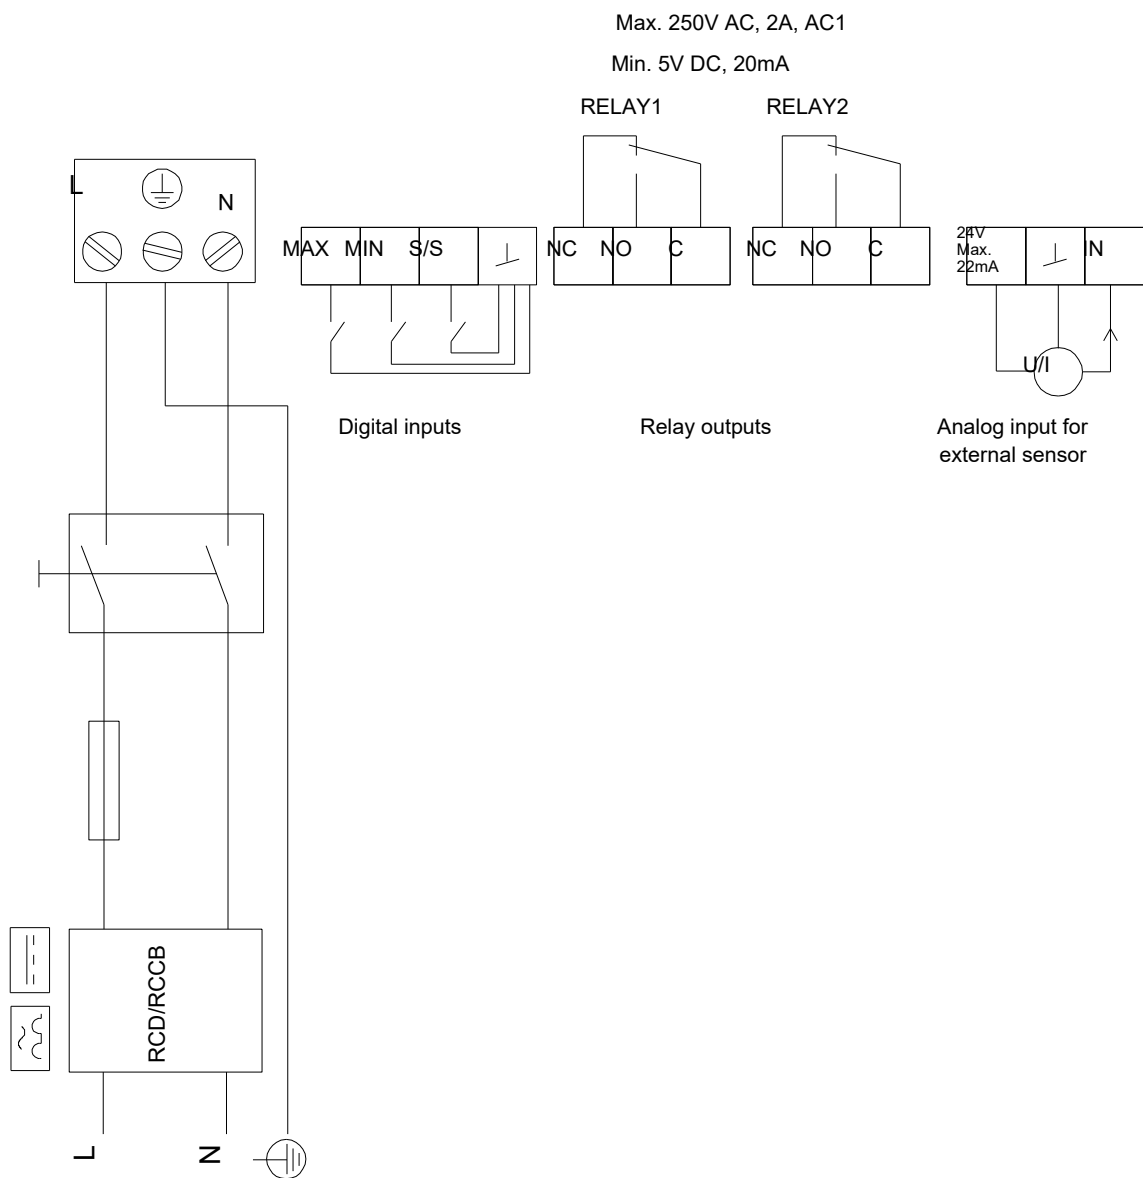 Max. 250V AC, 2A, AC1
Min. 5V DC, 20mA
RELAY1 RELAY2
L
N
MAX MIN S/S
NC NO C
NC NO C
24V
Max.
22mA
IN
U/I
Digital inputs
Relay outputs
Analog input for
external sensor
RCD/RCCB
L N